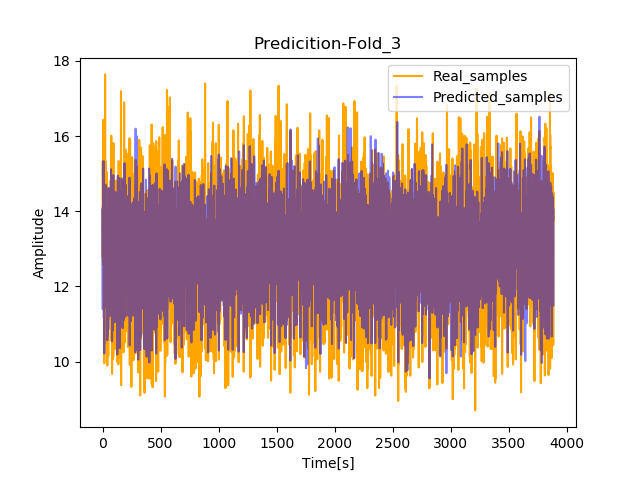 Predicition-Fold_3
Real_samples
Predicted_samples
Amplitude
18
16
14
12
10
0 500 1000 1500 2000 2500 3000 3500 4000
Time[s]